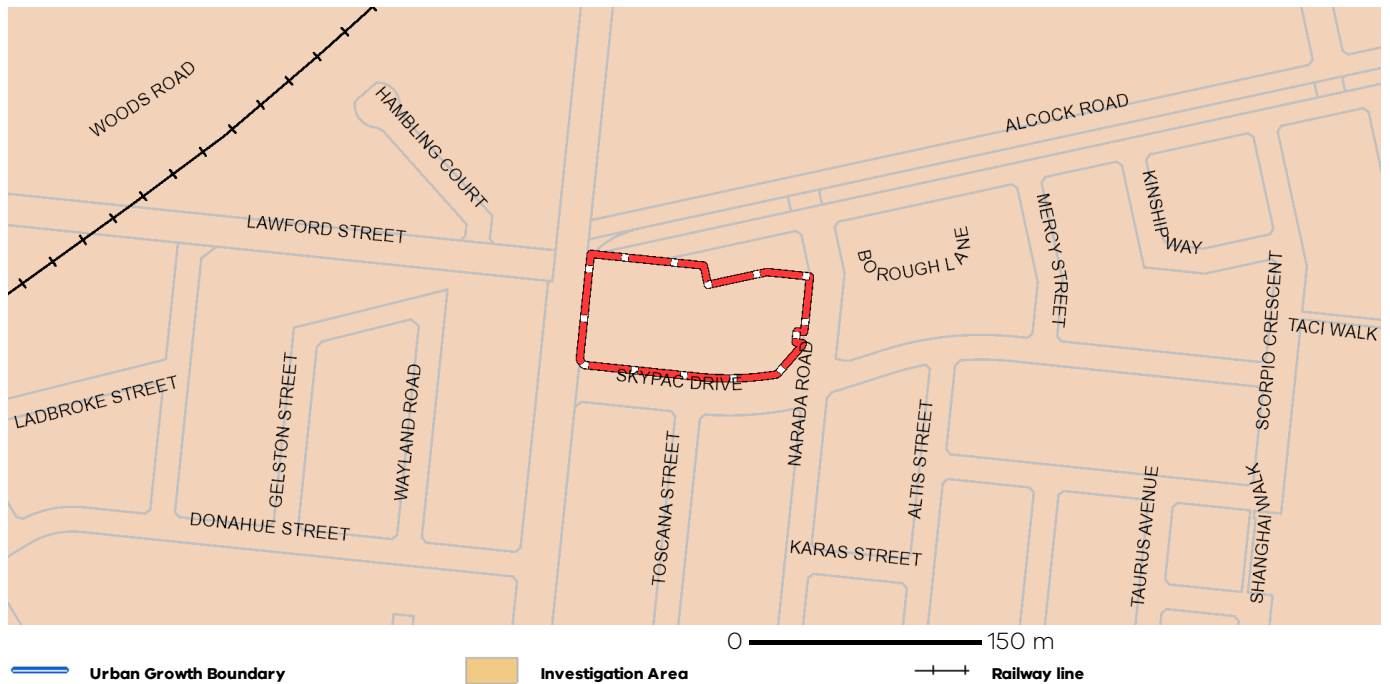 WOODS ROAD
HAMBLING COURT
ALCOCK ROAD
LAWFORD STREET
KINSHIP WAY
MERCY STREET
BOROUGH LANE
SCORPIO CRESCENT
TACI WALK
LADBROKE STREET
GELSTON STREET
WAYLAND ROAD
SKYPAC DRIVE
NARADA ROAD
ALTIS STREET
TOSCANA STREET
DONAHUE STREET
KARAS STREET
TAURUS AVENUE
SHANGHAI WALK
0 150 m
Urban Growth Boundary
Investigation Area
Railway line